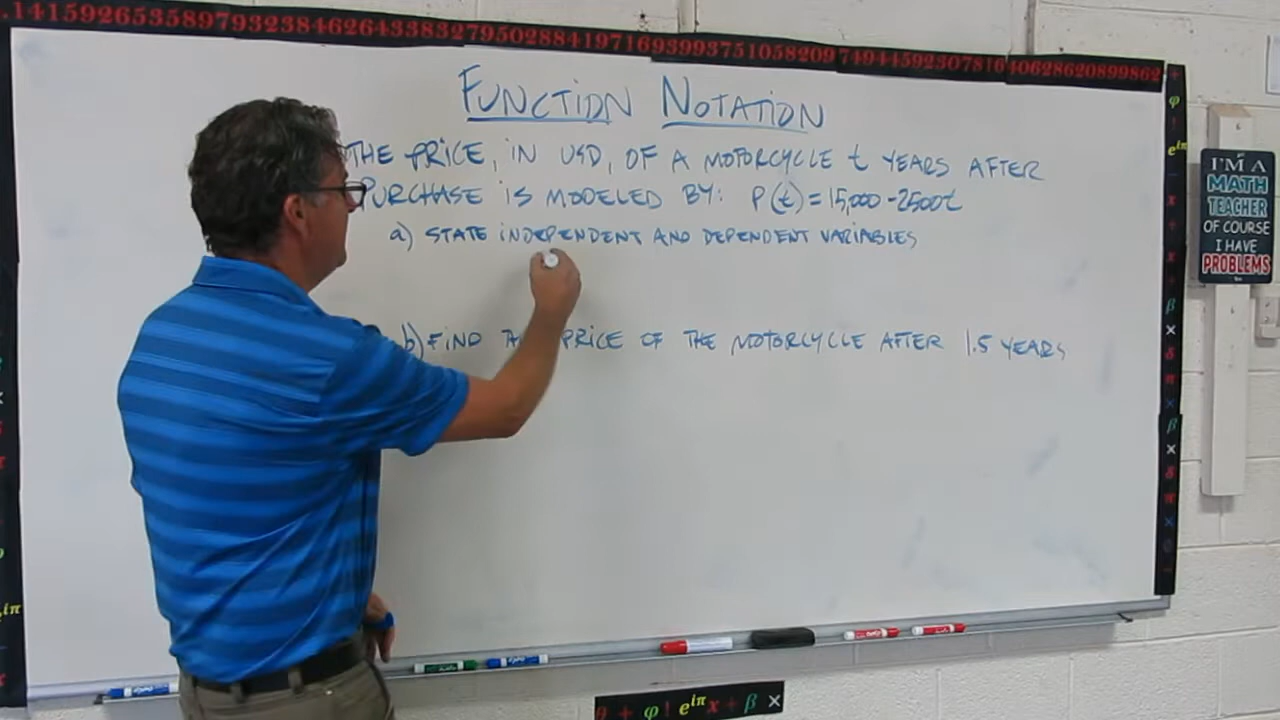 .14159265358979323846264338327950288419716939937510582097494459230781640628620899862
FUNCTION NOTATION
THE PRICE, IN USD, OF A MOTORCYCLE t YEARS AFTER
PURCHASE IS MODELED BY: P(t)=15,000-2500t
a) STATE INDEPENDENT AND DEPENDENT VARIABLES
b) FIND PRICE OF THE MOTORCYCLE AFTER 1.5 YEARS
I'M A
MATH
TEACHER
OF COURSE
I HAVE
PROBLEMS